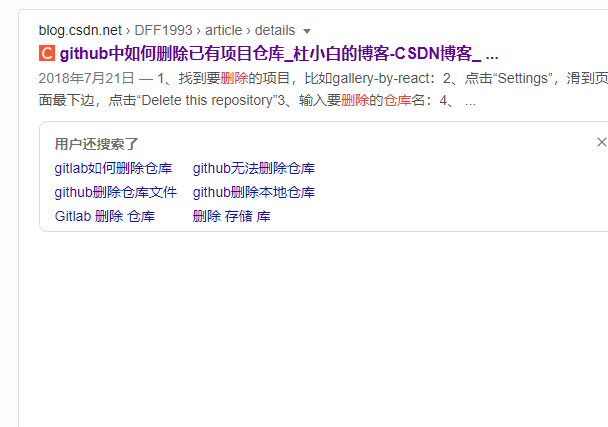 blog.csdn.net › DFF1993 › article › details
C github中如何删除已有项目仓库_杜小白的博客-CSDN博客_ ...
2018年7月21日 — 1、找到要删除的项目，比如gallery-by-react：2、点击“Settings”，滑到页
面最下边，点击“Delete this repository”3、输入要删除的仓库名：4、 ...
用户还搜索了
gitlab如何删除仓库 github无法删除仓库
github删除仓库文件 github删除本地仓库
Gitlab 删除 仓库 删除 存储 库